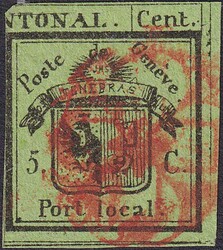 NTONAL. Cent.
Poste de Genève
TENEBRAS
5 C.
Port local.